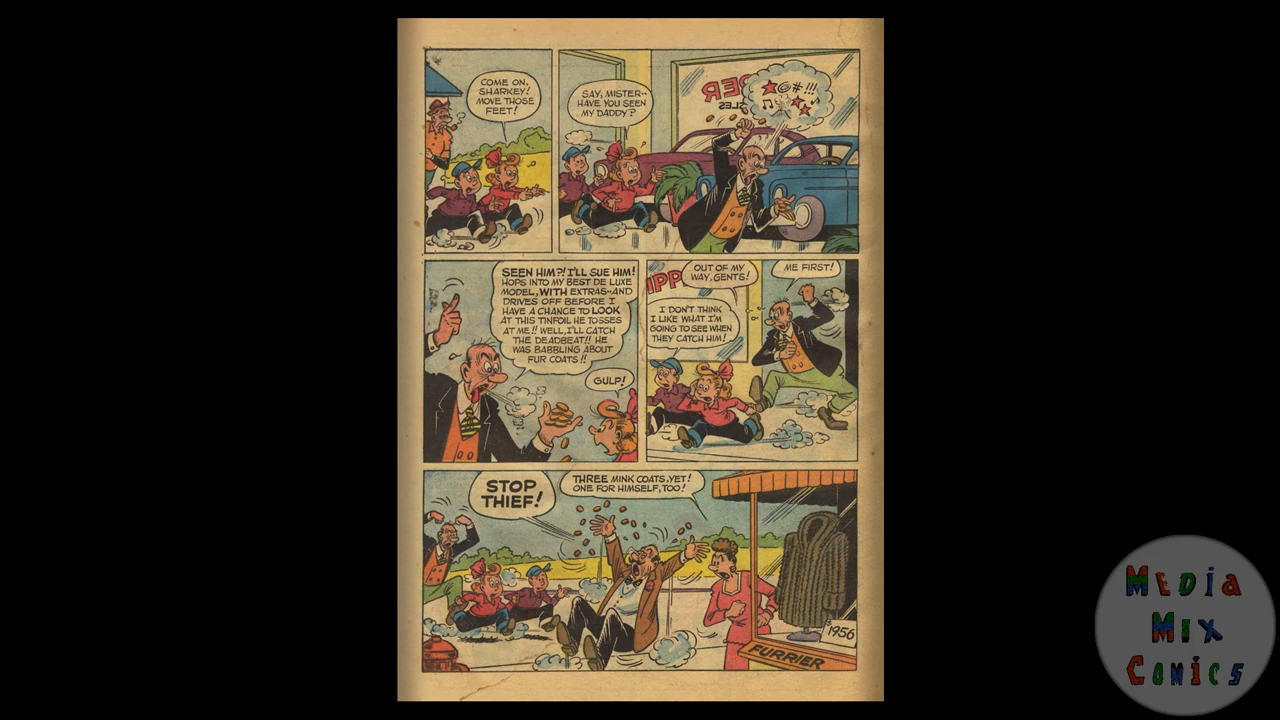 COME ON,
SHARKEY!
MOVE THOSE
FEET!
SAY, MISTER--
HAVE YOU SEEN
MY DADDY?
@#!!!
SEEN HIM?! I'LL SUE HIM!
HOPS INTO MY BEST DE LUXE
MODEL, WITH EXTRAS--AND
DRIVES OFF BEFORE I
HAVE A CHANCE TO LOOK
AT THIS TINFOIL HE TOSSES
AT ME!! WELL, I'LL CATCH
THE DEADBEAT!! HE
WAS BABBLING ABOUT
FUR COATS!!
GULP!
IPP
OUT OF MY
WAY, GENTS!
ME FIRST!
I DON'T THINK
I LIKE WHAT I'M
GOING TO SEE WHEN
THEY CATCH HIM!
STOP
THIEF!
THREE MINK COATS, YET!
ONE FOR HIMSELF, TOO!
$1956
FURRIER
MEDIA
MIX
COMICS